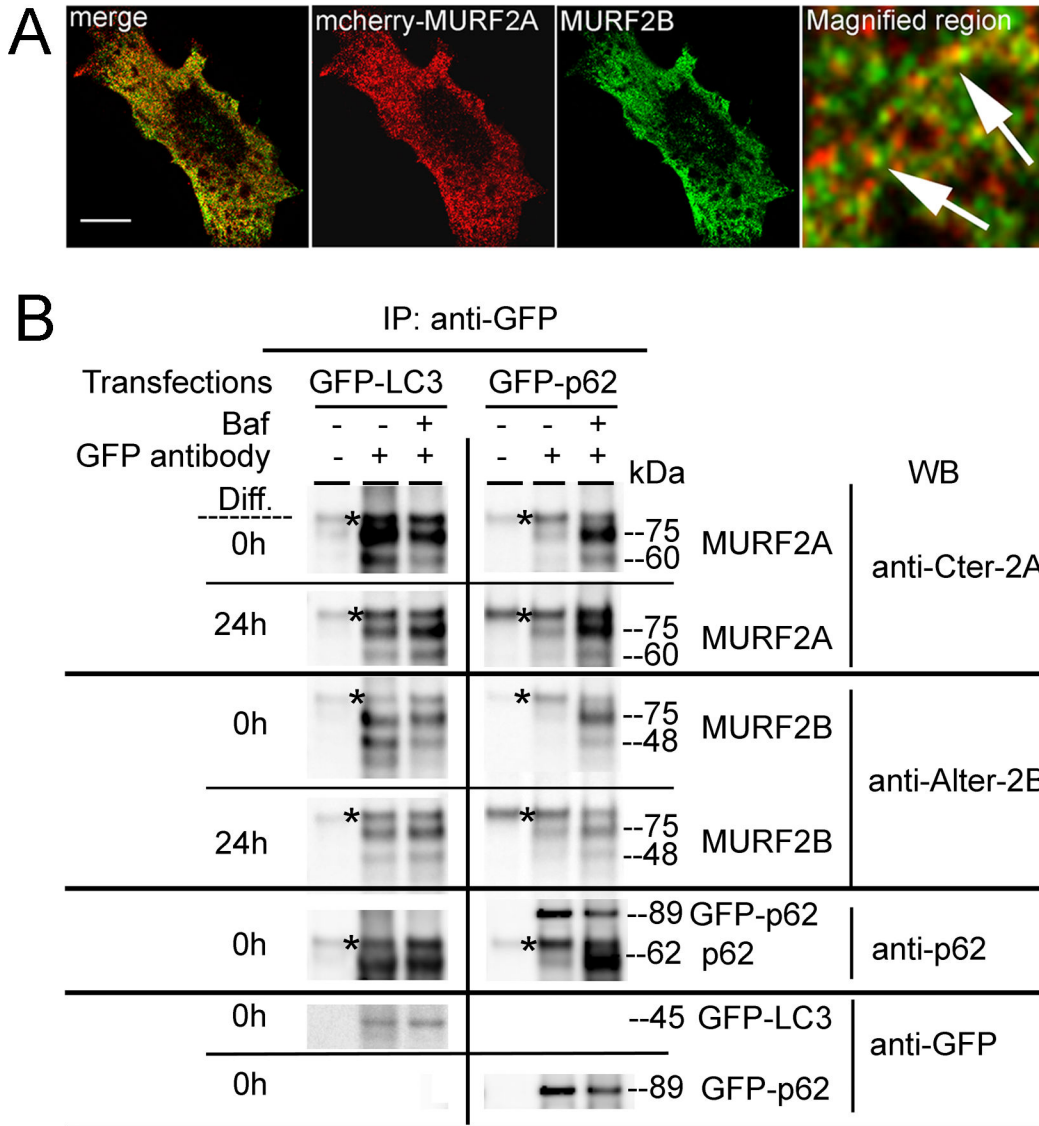 A
merge
mcherry-MURF2A
MURF2B
Magnified region
B
IP: anti-GFP
Transfections GFP-LC3 GFP-p62
Baf - - + - - +
GFP antibody - + + - + + kDa WB
Diff.
0h * * --75 MURF2A anti-Cter-2A
--60
24h * * --75 MURF2A
--60
0h * * --75 MURF2B
--48
anti-Alter-2B
24h * * --75 MURF2B
--48
--89 GFP-p62
0h * * --62 p62 anti-p62
0h --45 GFP-LC3
anti-GFP
0h --89 GFP-p62